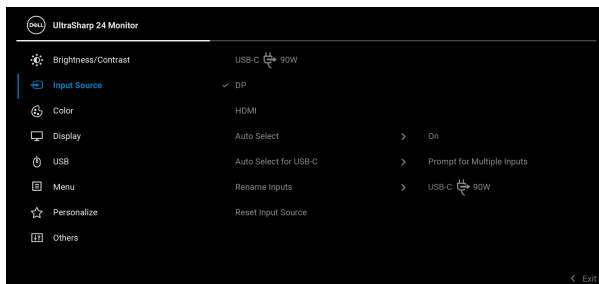 DELL UltraSharp 24 Monitor
Brightness/Contrast USB-C 90W
Input Source ✓ DP
Color HDMI
Display Auto Select > On
USB Auto Select for USB-C > Prompt for Multiple Inputs
Menu Rename Inputs > USB-C 90W
Personalize Reset Input Source
Others
< Exit